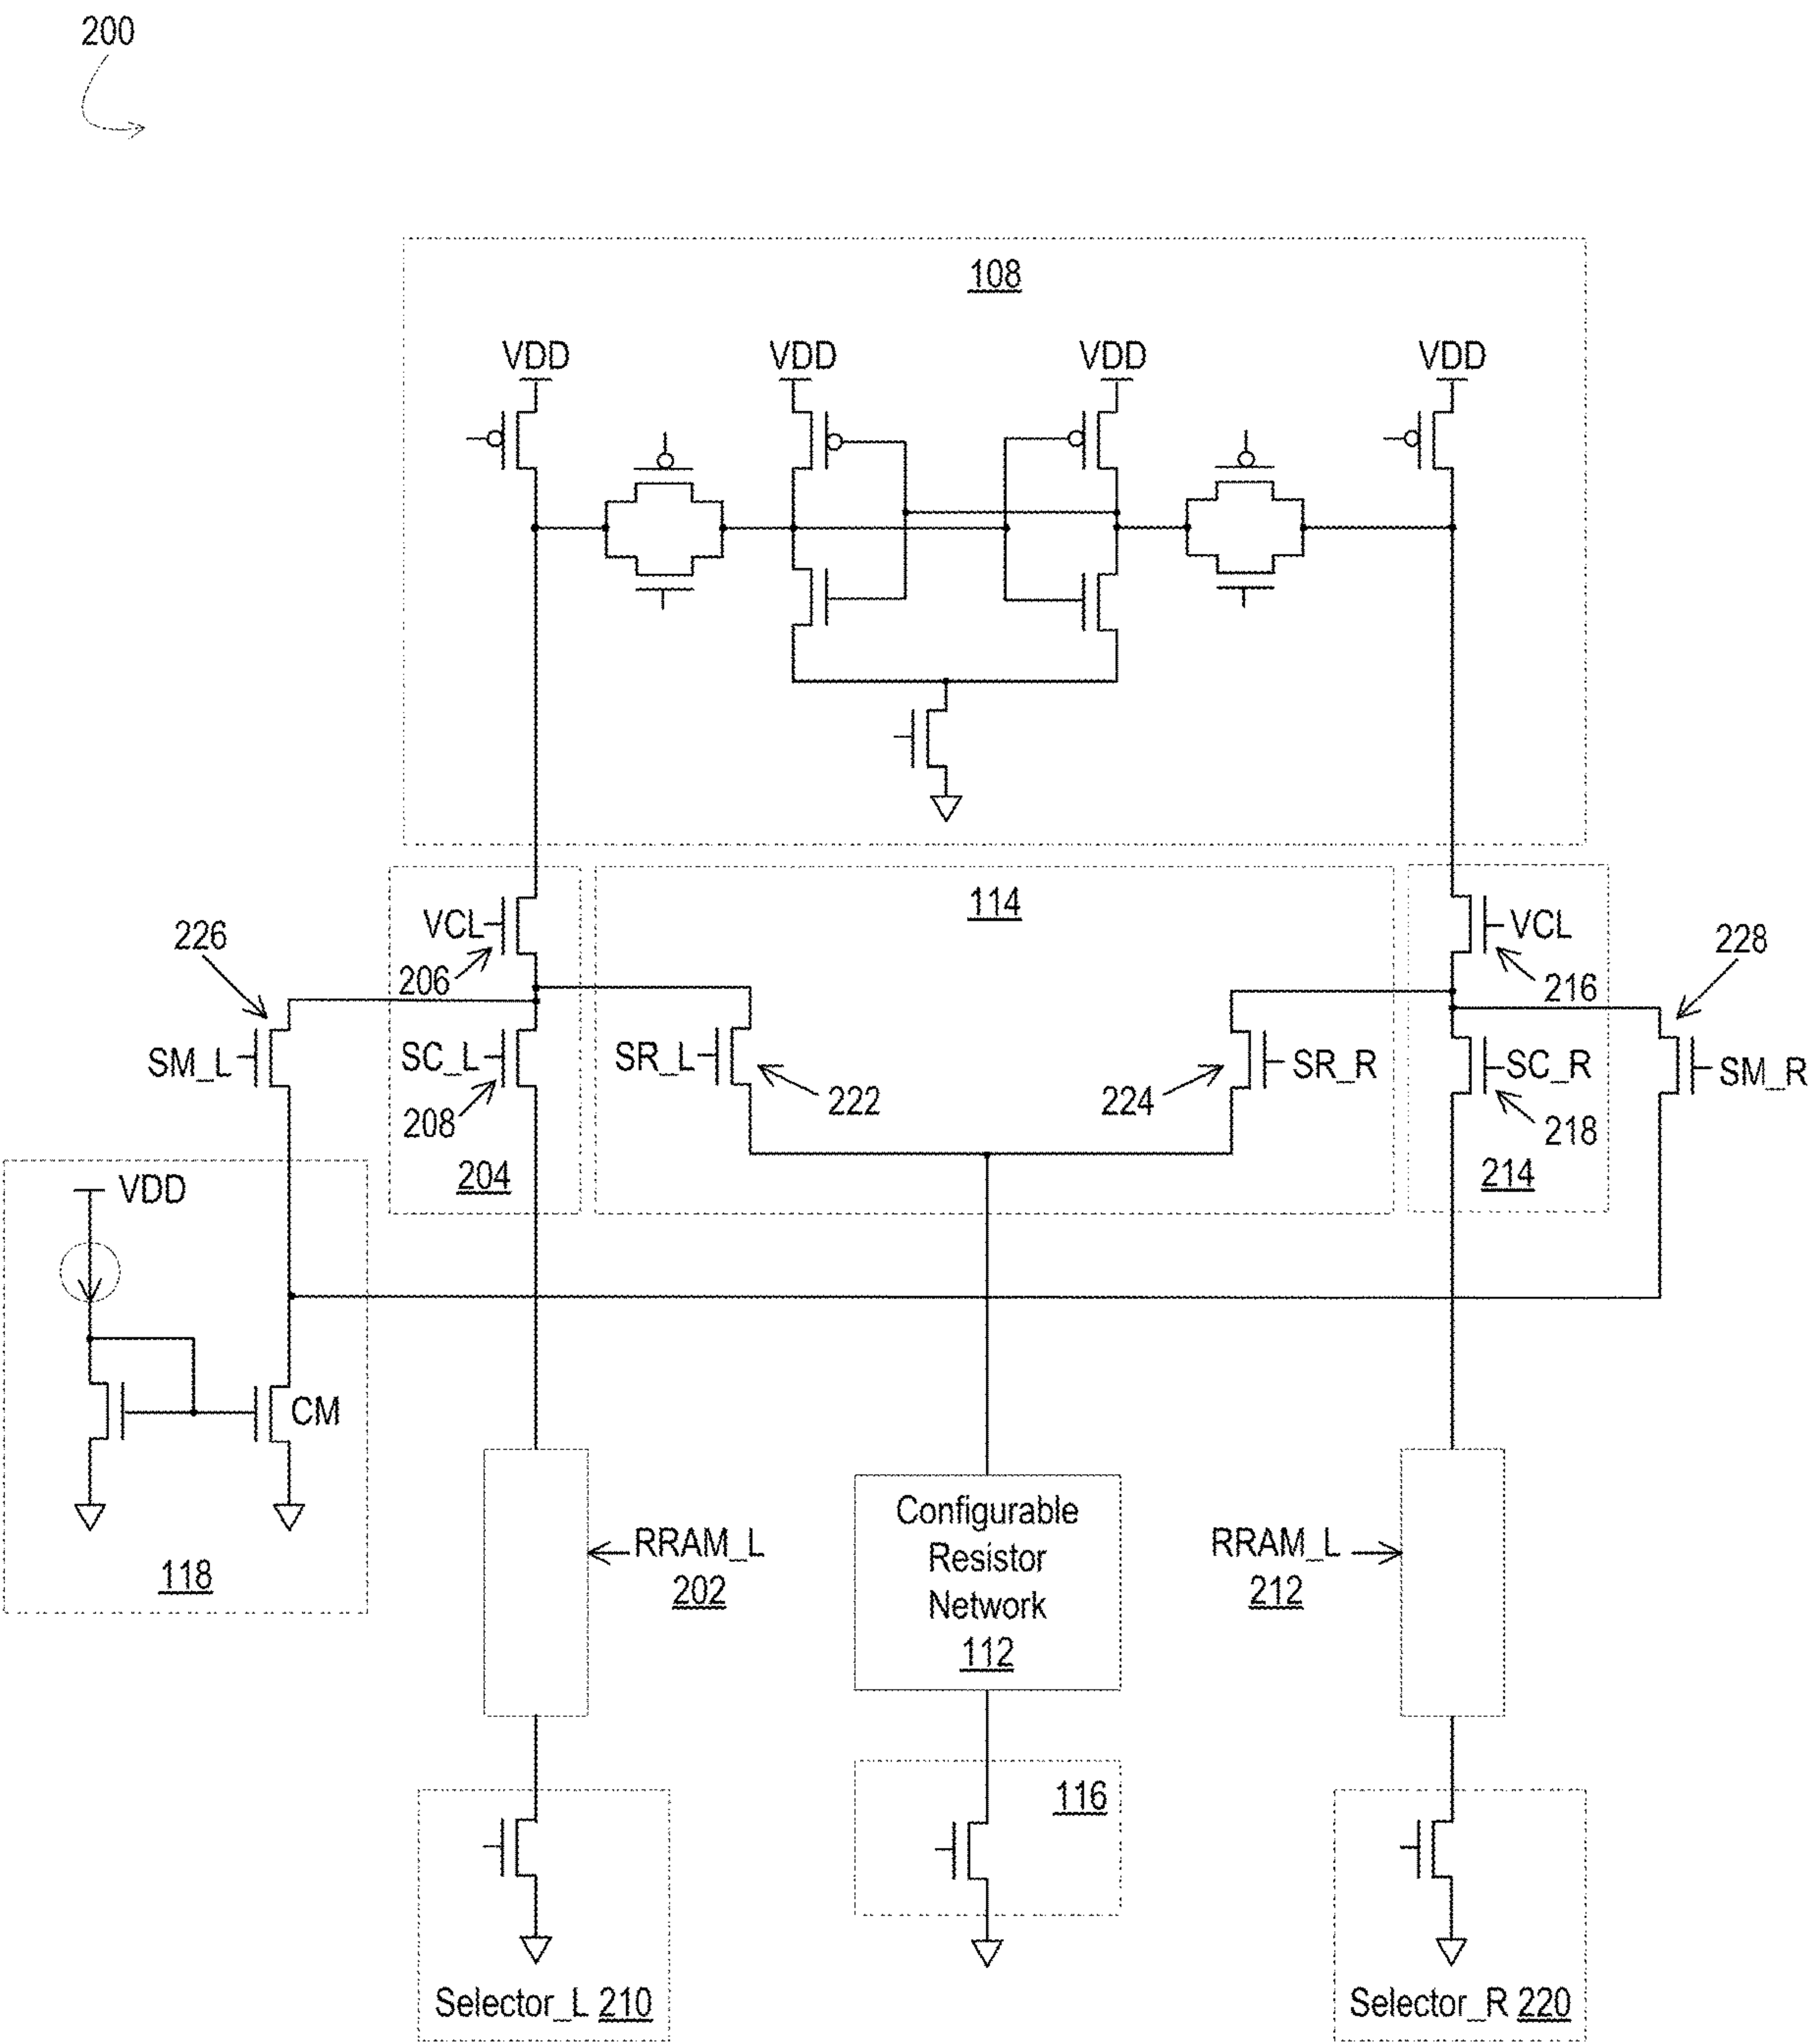 200
108
VDD
VDD
VDD
VDD
114
VCL
206
VCL
216
226
228
SM_L
SC_L
208
SR_L
222
224
SR_R
SC_R
218
SM_R
204
214
VDD
CM
118
RRAM_L
202
Configurable
Resistor
Network
112
RRAM_L
212
116
Selector_L 210
Selector_R 220